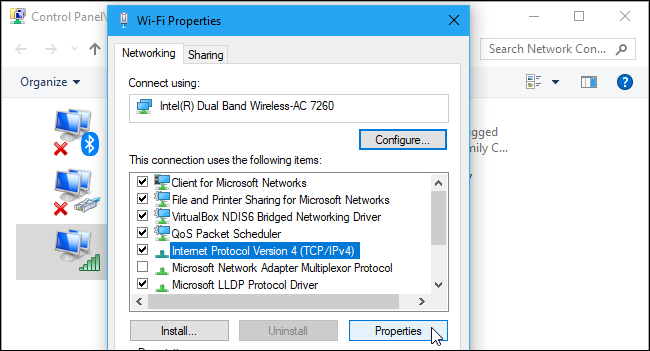 Control Panel\
Wi-Fi Properties
Search Network Con...
Organize
Networking
Sharing
Connect using:
Intel(R) Dual Band Wireless-AC 7260
Configure...
This connection uses the following items:
Client for Microsoft Networks
File and Printer Sharing for Microsoft Networks
VirtualBox NDIS6 Bridged Networking Driver
QoS Packet Scheduler
Internet Protocol Version 4 (TCP/IPv4)
Microsoft Network Adapter Multiplexor Protocol
Microsoft LLDP Protocol Driver
Install...
Uninstall
Properties